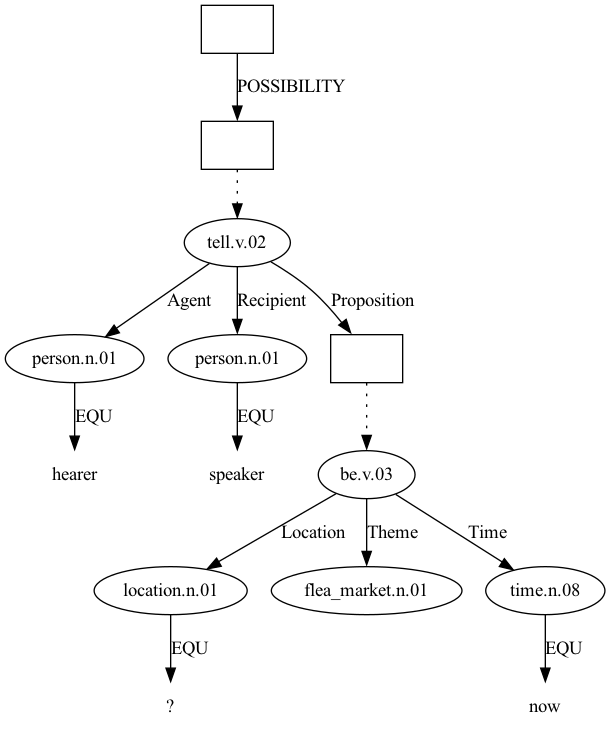 POSSIBILITY
tell.v.02
Agent Recipient Proposition
person.n.01 person.n.01
EQU EQU
hearer speaker be.v.03
Location Theme Time
location.n.01 flea_market.n.01 time.n.08
EQU EQU
? now